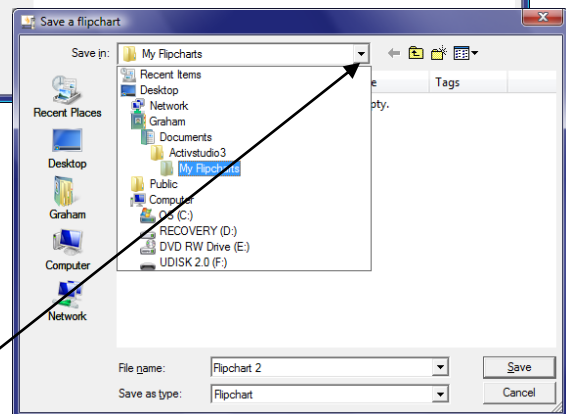 Save a flipchart
Save in: My Flipcharts
Recent Items
Desktop
Network
Graham
Documents
Activstudio3
My Flipcharts
Public
Computer
OS (C:)
RECOVERY (D:)
DVD RW Drive (E:)
UDISK 2.0 (F:)
e Tags
pty.
Recent Places
Desktop
Graham
Computer
Network
File name: Flipchart 2 Save
Save as type: Flipchart Cancel